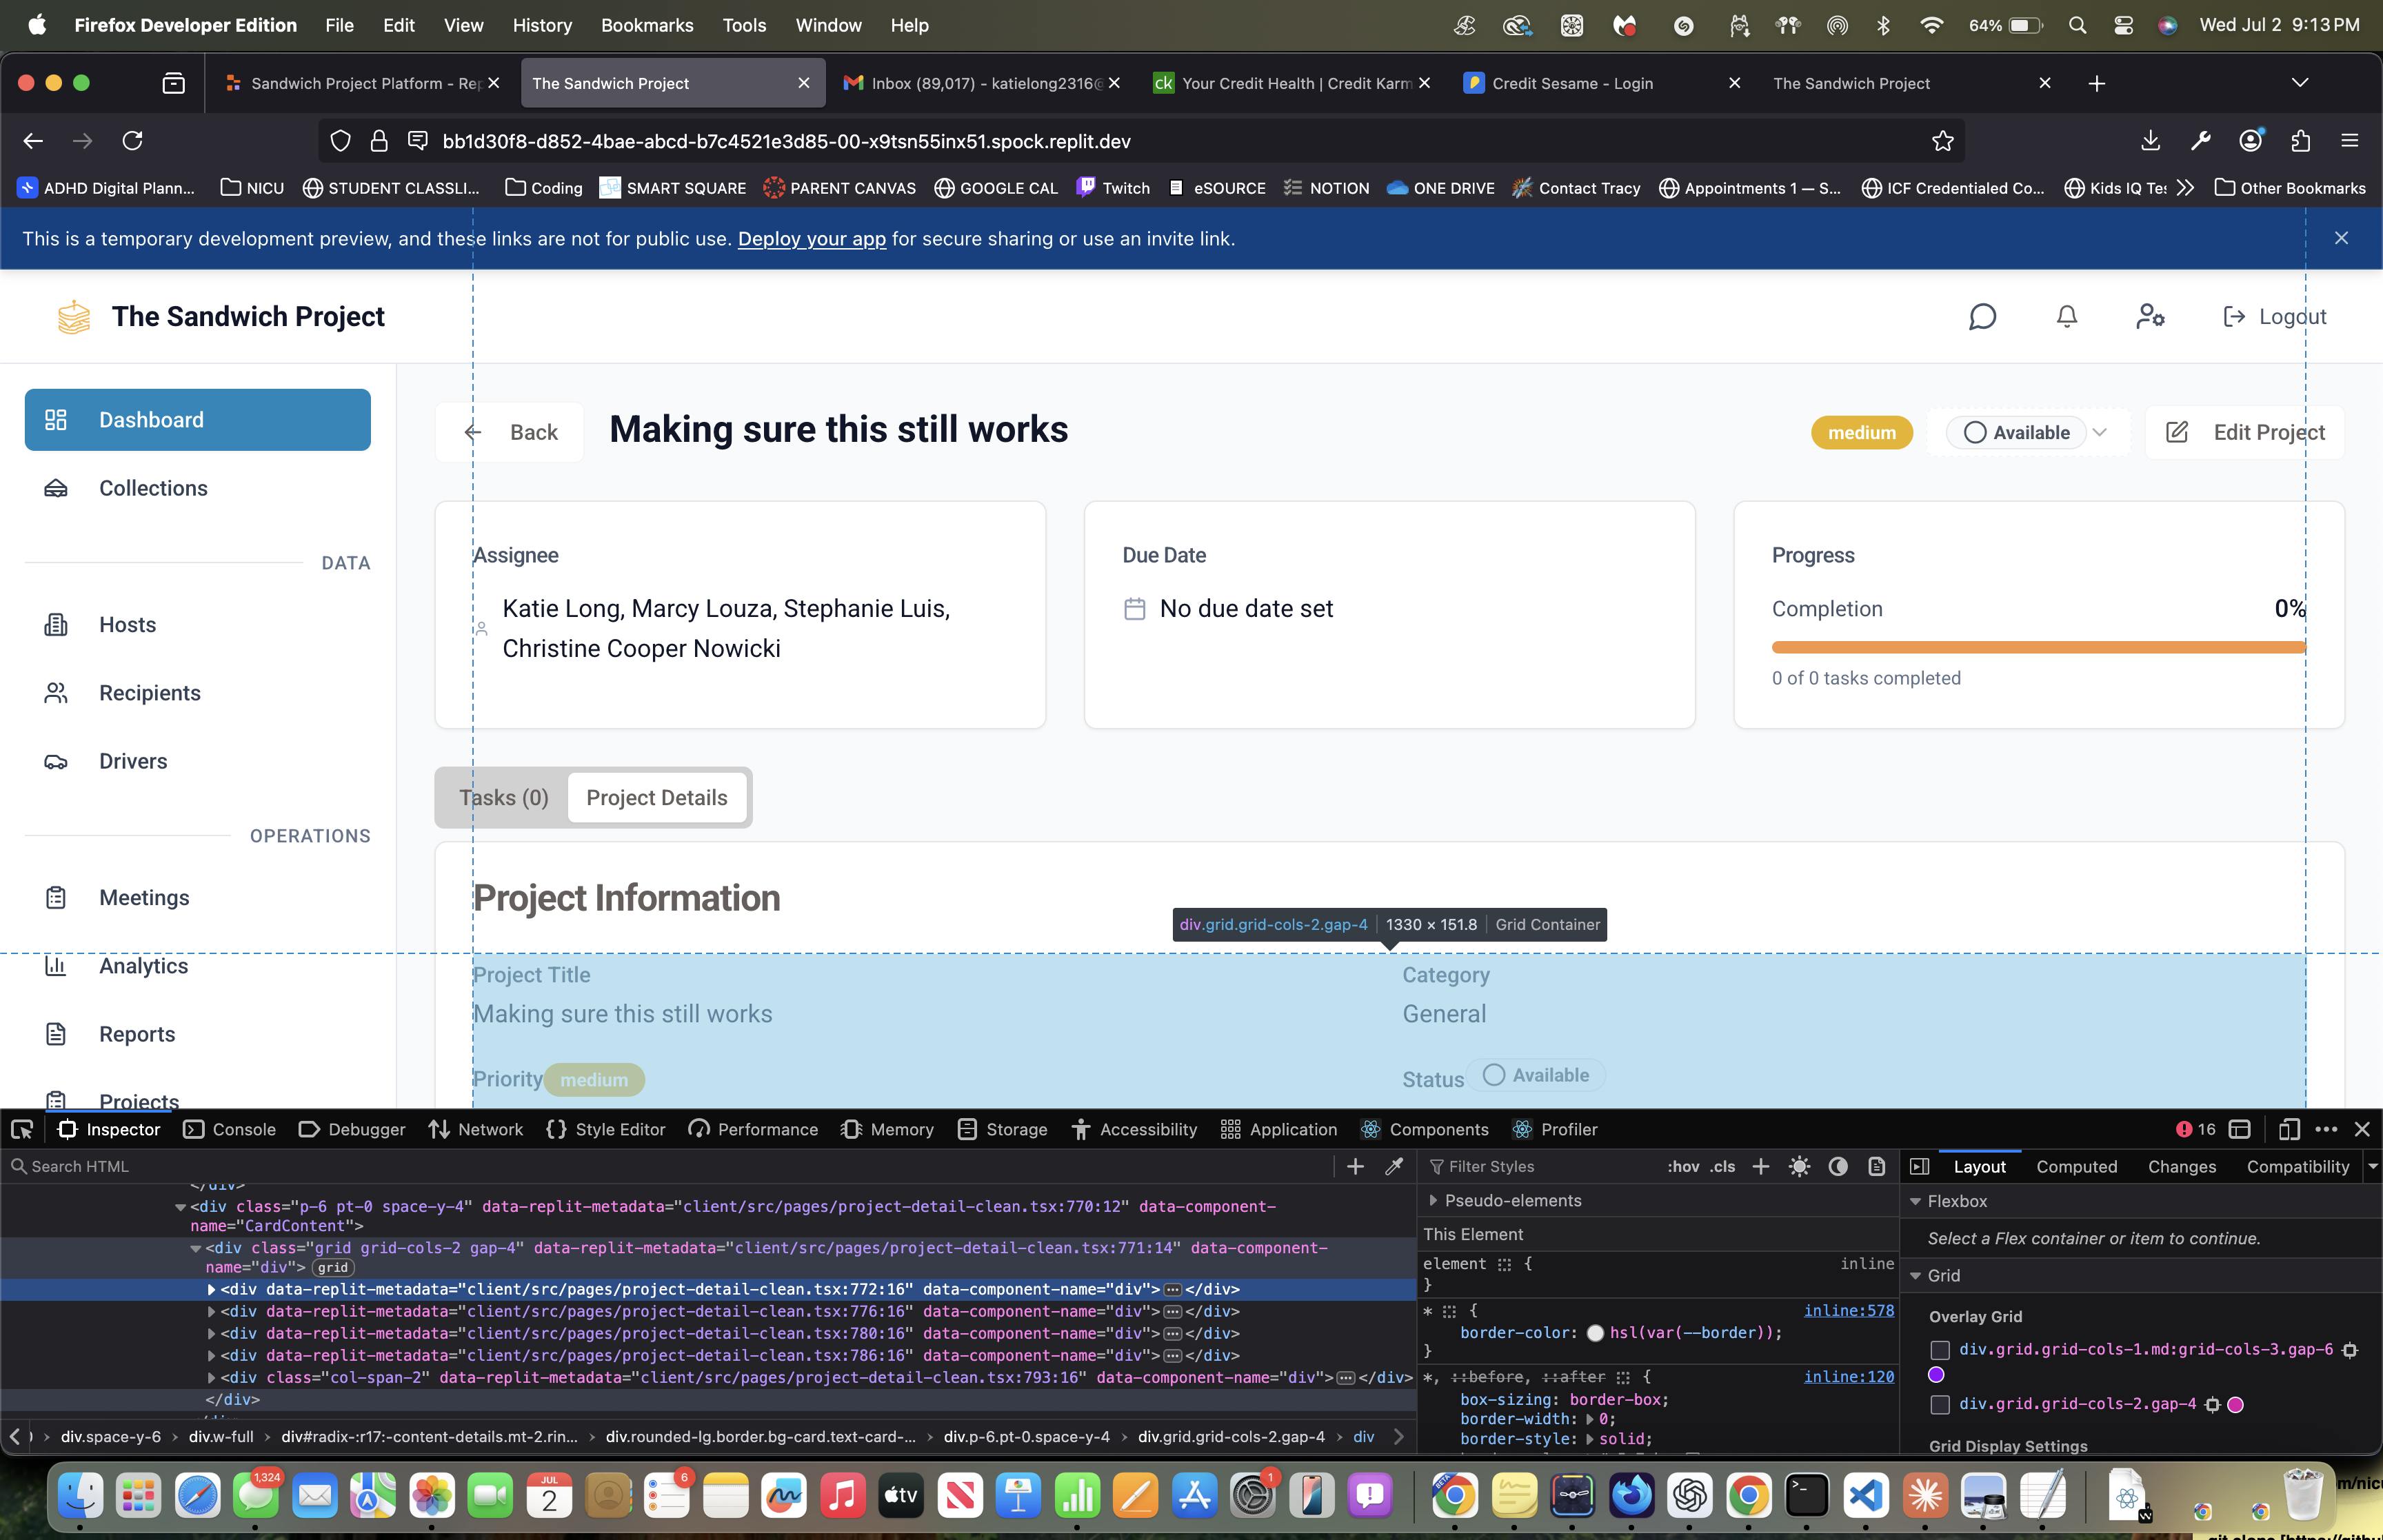 Firefox Developer Edition File Edit View History Bookmarks Tools Window Help 64% Wed Jul 2 9:13 PM
Sandwich Project Platform - Rep The Sandwich Project Inbox (89,017) - katielong2316@ Your Credit Health | Credit Karm Credit Sesame - Login The Sandwich Project
bb1d30f8-d852-4bae-abcd-b7c4521e3d85-00-x9tsn55inx51.spock.replit.dev
ADHD Digital Plann... NICU STUDENT CLASSLI... Coding SMART SQUARE PARENT CANVAS GOOGLE CAL Twitch eSOURCE NOTION ONE DRIVE Contact Tracy Appointments 1 — S... ICF Credentialed Co... Kids IQ Tes Other Bookmarks
This is a temporary development preview, and these links are not for public use. Deploy your app for secure sharing or use an invite link.
The Sandwich Project
Logout
Dashboard
Collections
DATA
Hosts
Recipients
Drivers
OPERATIONS
Meetings
Analytics
Reports
Projects
Back Making sure this still works medium Available Edit Project
Assignee
Katie Long, Marcy Louza, Stephanie Luis,
Christine Cooper Nowicki
Due Date
No due date set
Progress
Completion 0%
0 of 0 tasks completed
Tasks (0) Project Details
Project Information
div.grid.grid-cols-2.gap-4 1330 × 151.8 Grid Container
Project Title
Making sure this still works
Category
General
Priority medium
Status Available
Inspector Console Debugger Network Style Editor Performance Memory Storage Accessibility Application Components Profiler 16
Search HTML
</div>
<div class="p-6 pt-0 space-y-4" data-replit-metadata="client/src/pages/project-detail-clean.tsx:770:12" data-component-
name="CardContent">
<div class="grid grid-cols-2 gap-4" data-replit-metadata="client/src/pages/project-detail-clean.tsx:771:14" data-component-
name="div"> grid
<div data-replit-metadata="client/src/pages/project-detail-clean.tsx:772:16" data-component-name="div"></div>
<div data-replit-metadata="client/src/pages/project-detail-clean.tsx:776:16" data-component-name="div"></div>
<div data-replit-metadata="client/src/pages/project-detail-clean.tsx:780:16" data-component-name="div"></div>
<div data-replit-metadata="client/src/pages/project-detail-clean.tsx:786:16" data-component-name="div"></div>
<div class="col-span-2" data-replit-metadata="client/src/pages/project-detail-clean.tsx:793:16" data-component-name="div"></div>
</div>
div.space-y-6 div.w-full div#radix-:r17:-content-details.mt-2.rin... div.rounded-lg.border.bg-card.text-card-... div.p-6.pt-0.space-y-4 div.grid.grid-cols-2.gap-4 div
Filter Styles :hov .cls
Pseudo-elements
This Element
element { inline
}
* { inline:578
border-color: hsl(var(--border));
}
*, ::before, ::after { inline:120
box-sizing: border-box;
border-width: 0;
border-style: solid;
Layout Computed Changes Compatibility
Flexbox
Select a Flex container or item to continue.
Grid
Overlay Grid
div.grid.grid-cols-1.md:grid-cols-3.gap-6
div.grid.grid-cols-2.gap-4
Grid Display Settings
1,324
JUL
2
6
tv
1
BETA
m/nicu